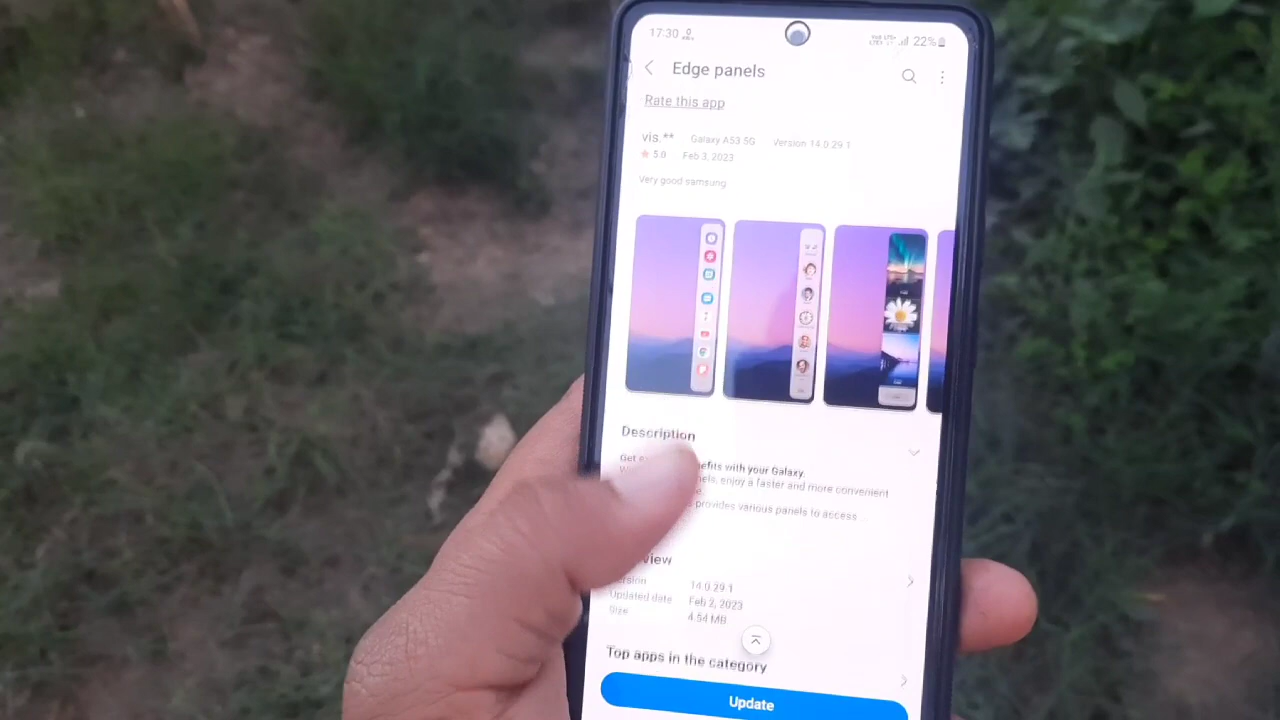 17:30
22%
Edge panels
Rate this app
vis.** Galaxy A53 5G Version 14.0.29.1
5.0 Feb 3, 2023
Very good samsung
Description
Get efits with your Galaxy.
els, enjoy a faster and more convenient
provides various panels to access ...
view
ersion 14.0.29.1
Updated date Feb 2, 2023
Size 4.54 MB
Top apps in the category
Update